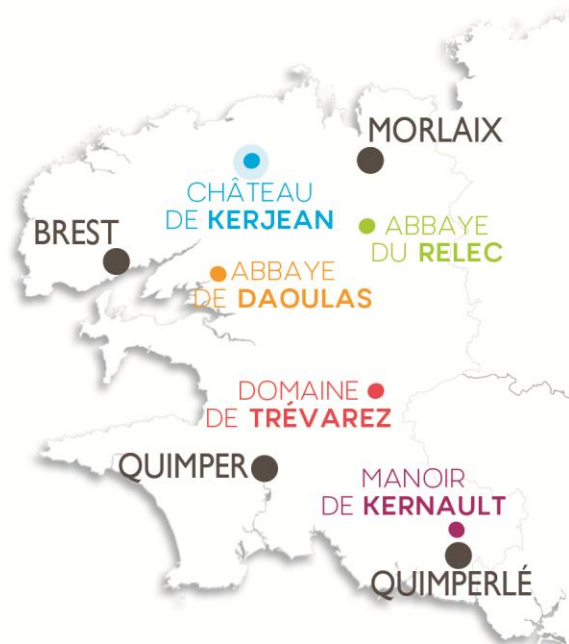 MORLAIX
CHÂTEAU
DE KERJEAN
BREST
ABBAYE
DU RELEC
ABBAYE
DE DAOULAS
DOMAINE
DE TRÉVAREZ
QUIMPER
MANOIR
DE KERNAULT
QUIMPERLÉ